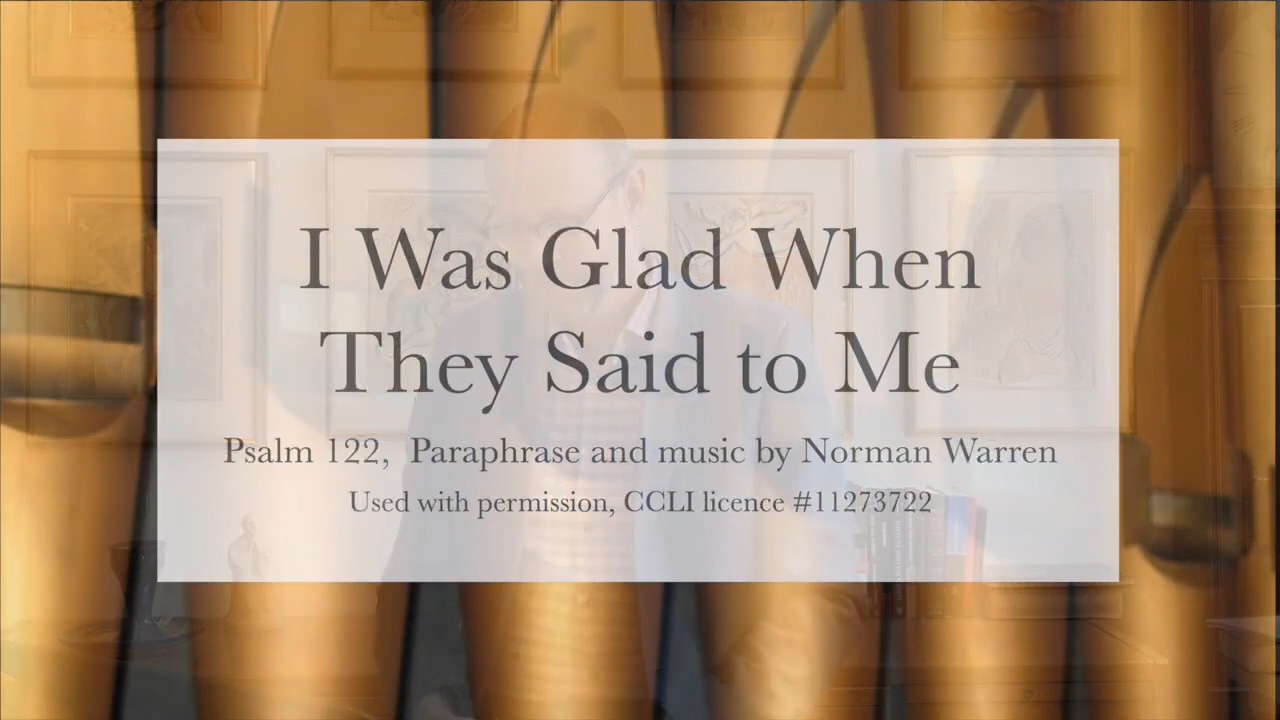 I Was Glad When
They Said to Me
Psalm 122, Paraphrase and music by Norman Warren
Used with permission, CCLI licence #11273722